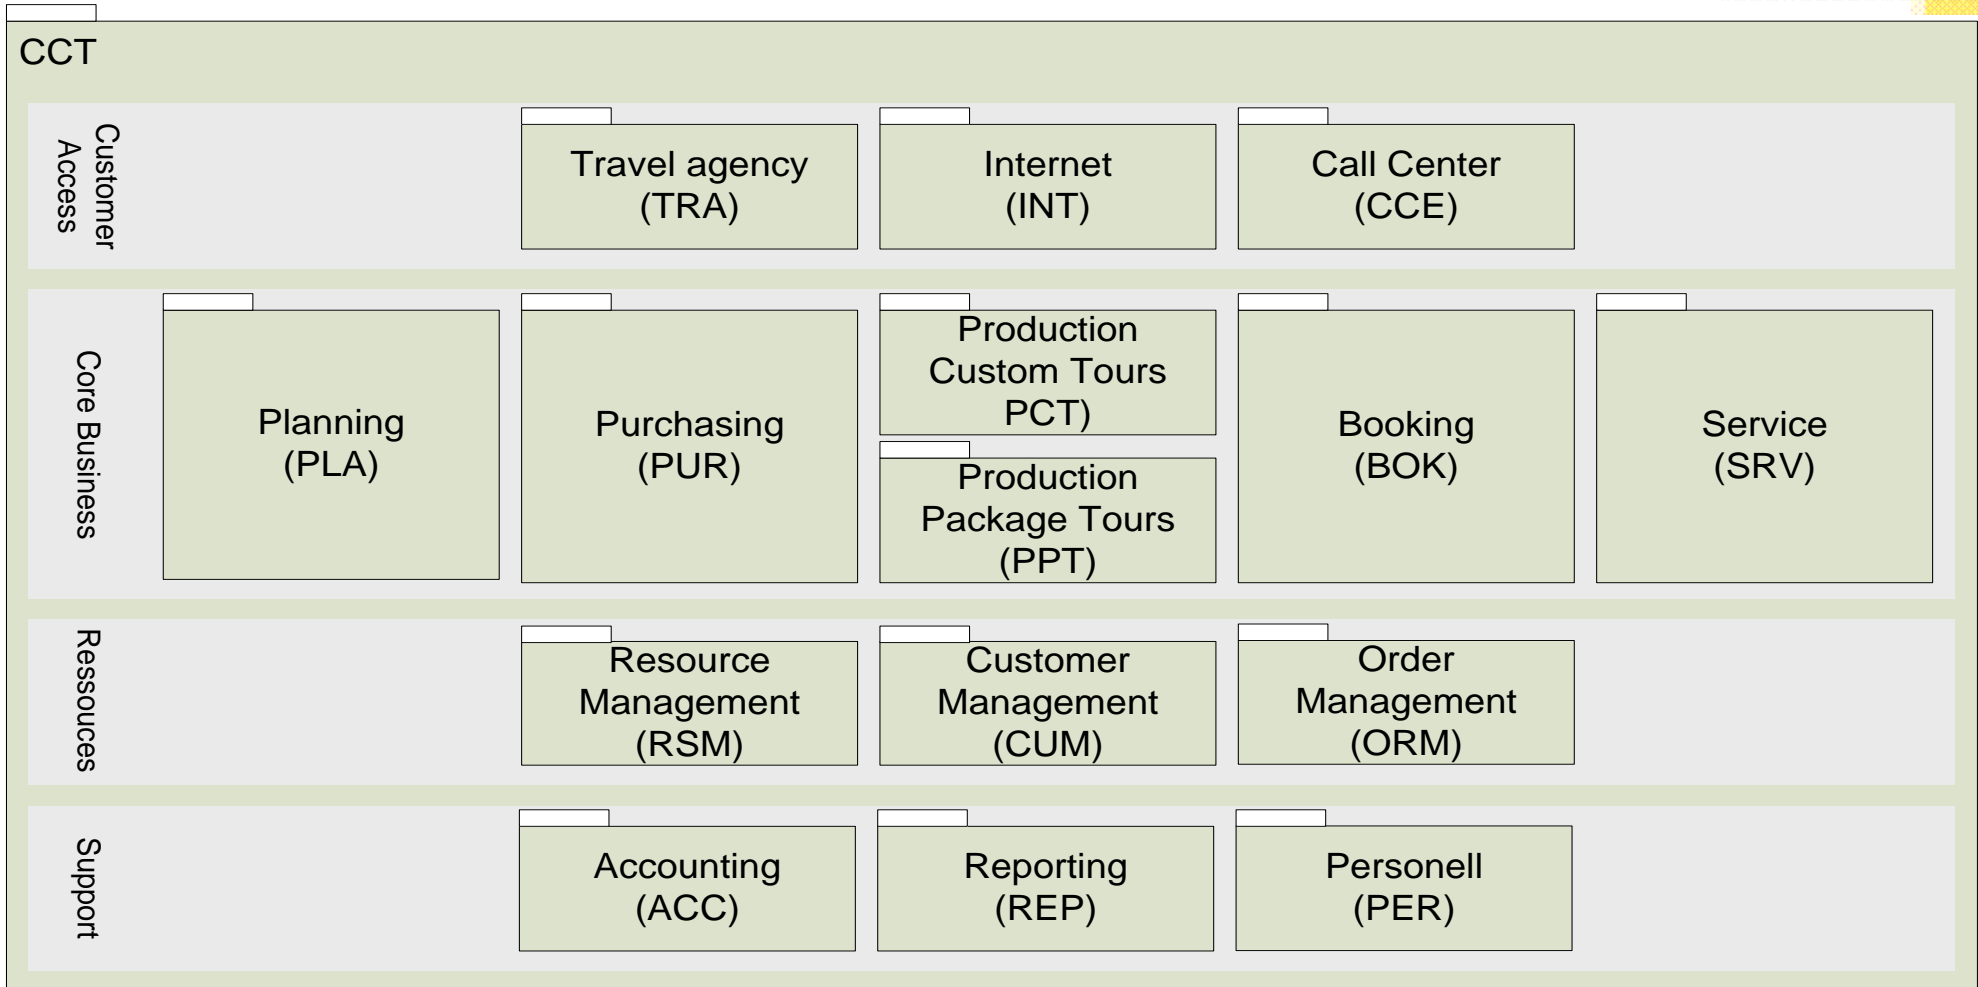 CCT
Customer
Access
Travel agency
(TRA)
Internet
(INT)
Call Center
(CCE)
Core Business
Planning
(PLA)
Purchasing
(PUR)
Production
Custom Tours
PCT)
Production
Package Tours
(PPT)
Booking
(BOK)
Service
(SRV)
Ressouces
Resource
Management
(RSM)
Customer
Management
(CUM)
Order
Management
(ORM)
Support
Accounting
(ACC)
Reporting
(REP)
Personell
(PER)